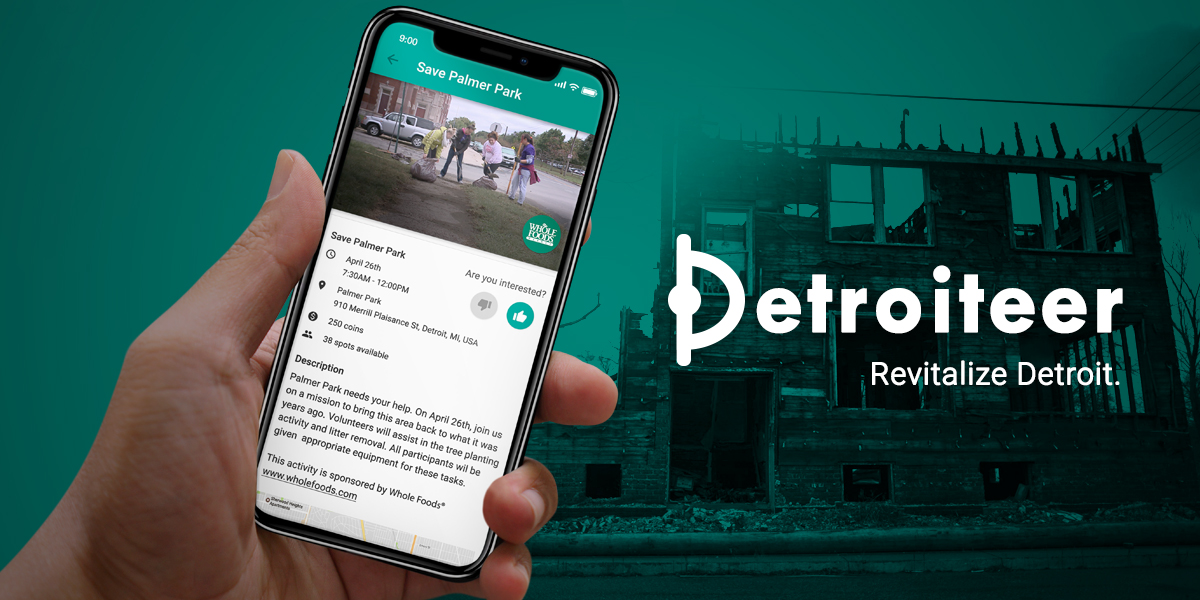 9:00
Save Palmer Park
WHOLE
FOODS
MARKET
Save Palmer Park
April 26th
7:30AM - 12:00PM
Are you interested?
Palmer Park
910 Merrill Plaisance St, Detroit, MI, USA
250 coins
38 spots available
Description
Palmer Park needs your help. On April 26th, join us
on a mission to bring this area back to what it was
years ago. Volunteers will assist in the tree planting
activity and litter removal. All participants will be
given appropriate equipment for these tasks.
This activity is sponsored by Whole Foods®
www.wholefoods.com
Sherwood Heights
Apartments
Detroiteer
Revitalize Detroit.